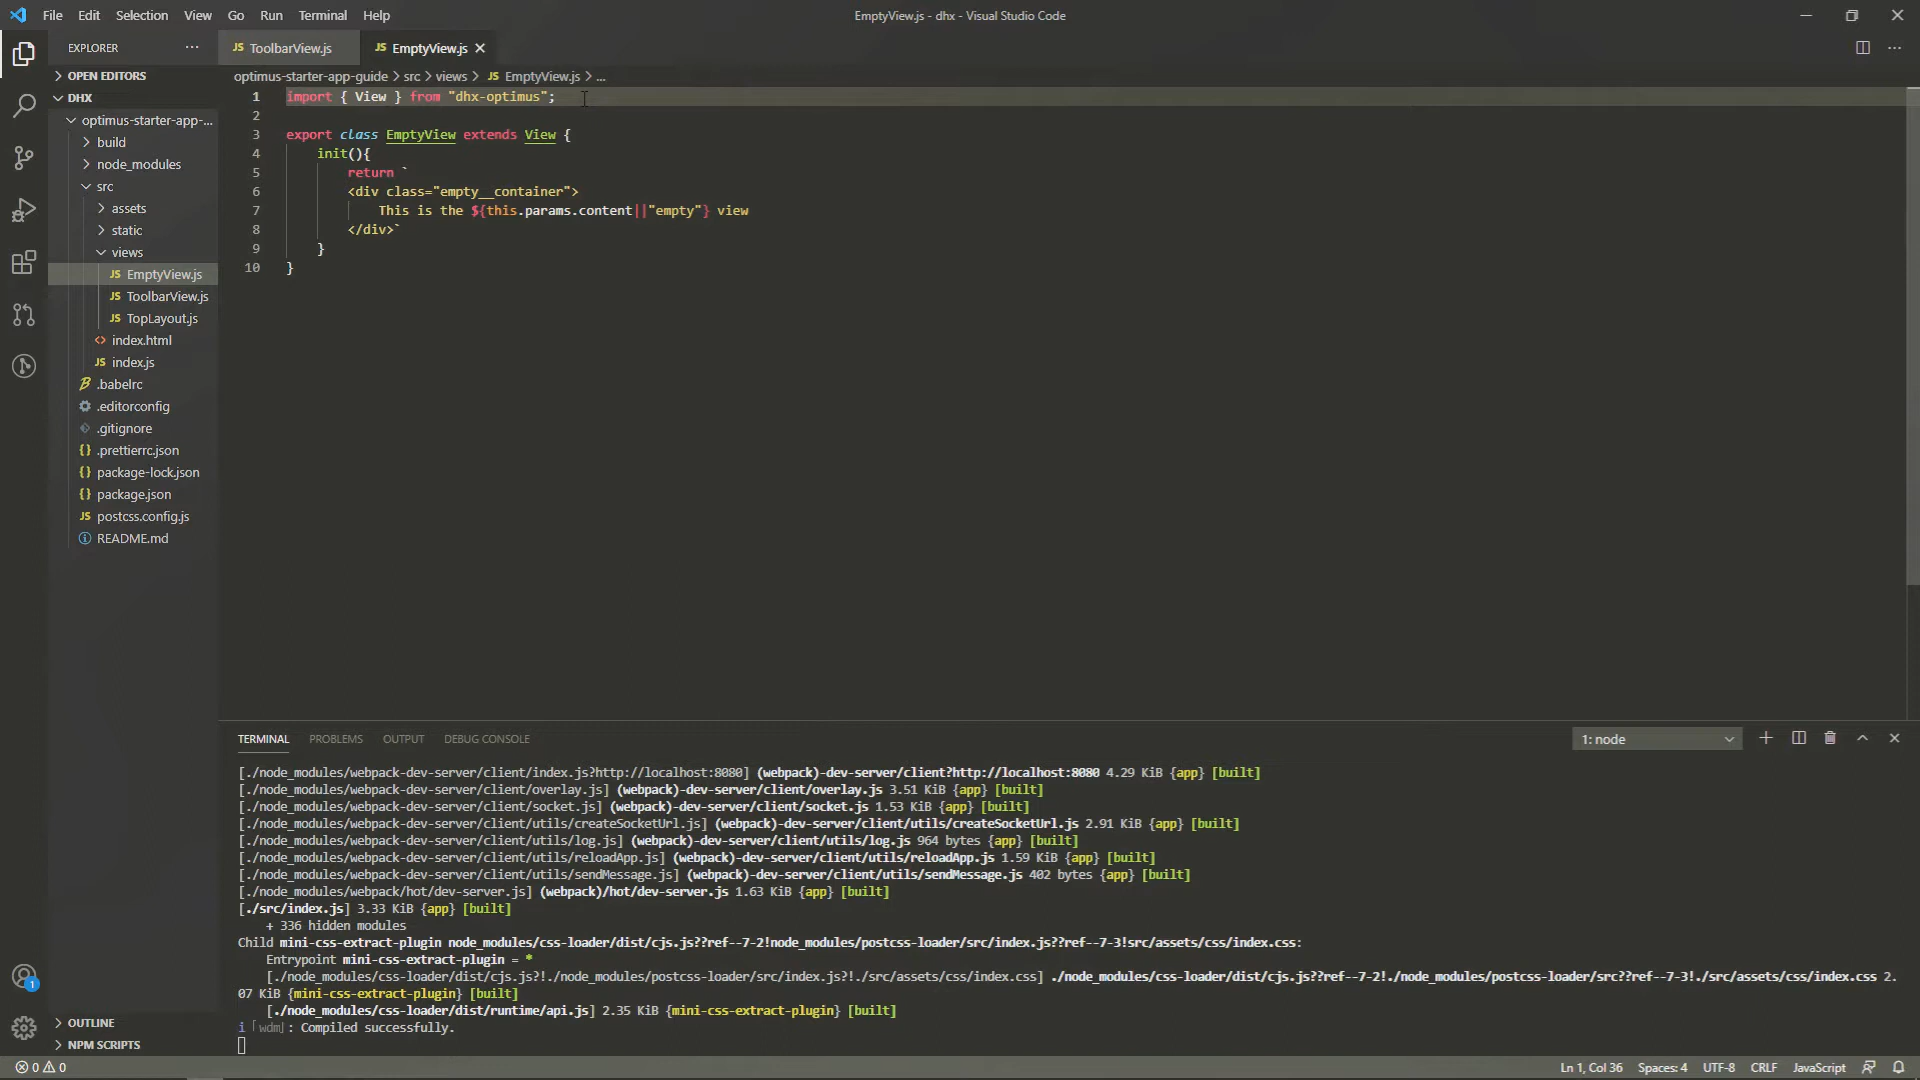 File Edit Selection View Go Run Terminal Help
EmptyView.js - dhx - Visual Studio Code
EXPLORER ···
JS ToolbarView.js
JS EmptyView.js
OPEN EDITORS
optimus-starter-app-guide > src > views > JS EmptyView.js > ...
DHX
optimus-starter-app-...
build
node_modules
src
assets
static
views
JS EmptyView.js
JS ToolbarView.js
JS TopLayout.js
<> index.html
JS index.js
.babelrc
.editorconfig
.gitignore
{} .prettierrc.json
{} package-lock.json
{} package.json
JS postcss.config.js
README.md
OUTLINE
NPM SCRIPTS
1 import { View } from "dhx-optimus";
2
3 export class EmptyView extends View {
4 init(){
5 return `
6 <div class="empty__container">
7 This is the ${this.params.content||"empty"} view
8 </div>`
9 }
10 }
TERMINAL PROBLEMS OUTPUT DEBUG CONSOLE
1: node
[./node_modules/webpack-dev-server/client/index.js?http://localhost:8080] (webpack)-dev-server/client?http://localhost:8080 4.29 KiB {app} [built]
[./node_modules/webpack-dev-server/client/overlay.js] (webpack)-dev-server/client/overlay.js 3.51 KiB {app} [built]
[./node_modules/webpack-dev-server/client/socket.js] (webpack)-dev-server/client/socket.js 1.53 KiB {app} [built]
[./node_modules/webpack-dev-server/client/utils/createSocketUrl.js] (webpack)-dev-server/client/utils/createSocketUrl.js 2.91 KiB {app} [built]
[./node_modules/webpack-dev-server/client/utils/log.js] (webpack)-dev-server/client/utils/log.js 964 bytes {app} [built]
[./node_modules/webpack-dev-server/client/utils/reloadApp.js] (webpack)-dev-server/client/utils/reloadApp.js 1.59 KiB {app} [built]
[./node_modules/webpack-dev-server/client/utils/sendMessage.js] (webpack)-dev-server/client/utils/sendMessage.js 402 bytes {app} [built]
[./node_modules/webpack/hot/dev-server.js] (webpack)/hot/dev-server.js 1.63 KiB {app} [built]
[./src/index.js] 3.33 KiB {app} [built]
+ 336 hidden modules
Child mini-css-extract-plugin node_modules/css-loader/dist/cjs.js??ref--7-2!node_modules/postcss-loader/src/index.js??ref--7-3!src/assets/css/index.css:
Entrypoint mini-css-extract-plugin = *
[./node_modules/css-loader/dist/cjs.js?!./node_modules/postcss-loader/src/index.js?!./src/assets/css/index.css] ./node_modules/css-loader/dist/cjs.js??ref--7-2!./node_modules/postcss-loader/src??ref--7-3!./src/assets/css/index.css 2.
07 KiB {mini-css-extract-plugin} [built]
[./node_modules/css-loader/dist/runtime/api.js] 2.35 KiB {mini-css-extract-plugin} [built]
i ｢wdm｣: Compiled successfully.
1
0 0
Ln 1, Col 36 Spaces: 4 UTF-8 CRLF JavaScript